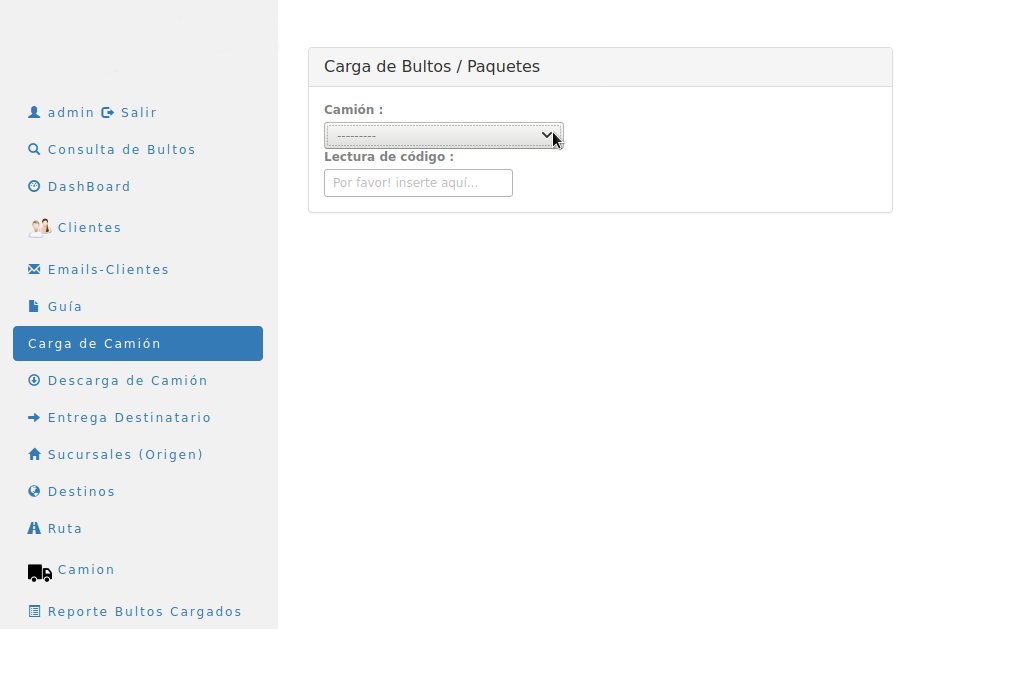 admin Salir
Consulta de Bultos
DashBoard
Clientes
Emails-Clientes
Guía
Carga de Camión
Descarga de Camión
Entrega Destinatario
Sucursales (Origen)
Destinos
Ruta
Camion
Reporte Bultos Cargados
Carga de Bultos / Paquetes
Camión :
---------
Lectura de código :
Por favor! inserte aquí...